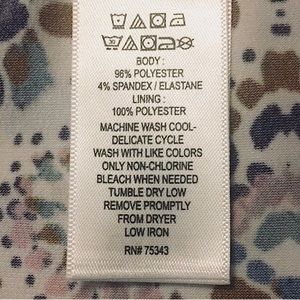 BODY :
96% POLYESTER
4% SPANDEX / ELASTANE
LINING :
100% POLYESTER
MACHINE WASH COOL-
DELICATE CYCLE
WASH WITH LIKE COLORS
ONLY NON-CHLORINE
BLEACH WHEN NEEDED
TUMBLE DRY LOW
REMOVE PROMPTLY
FROM DRYER
LOW IRON
RN# 75343